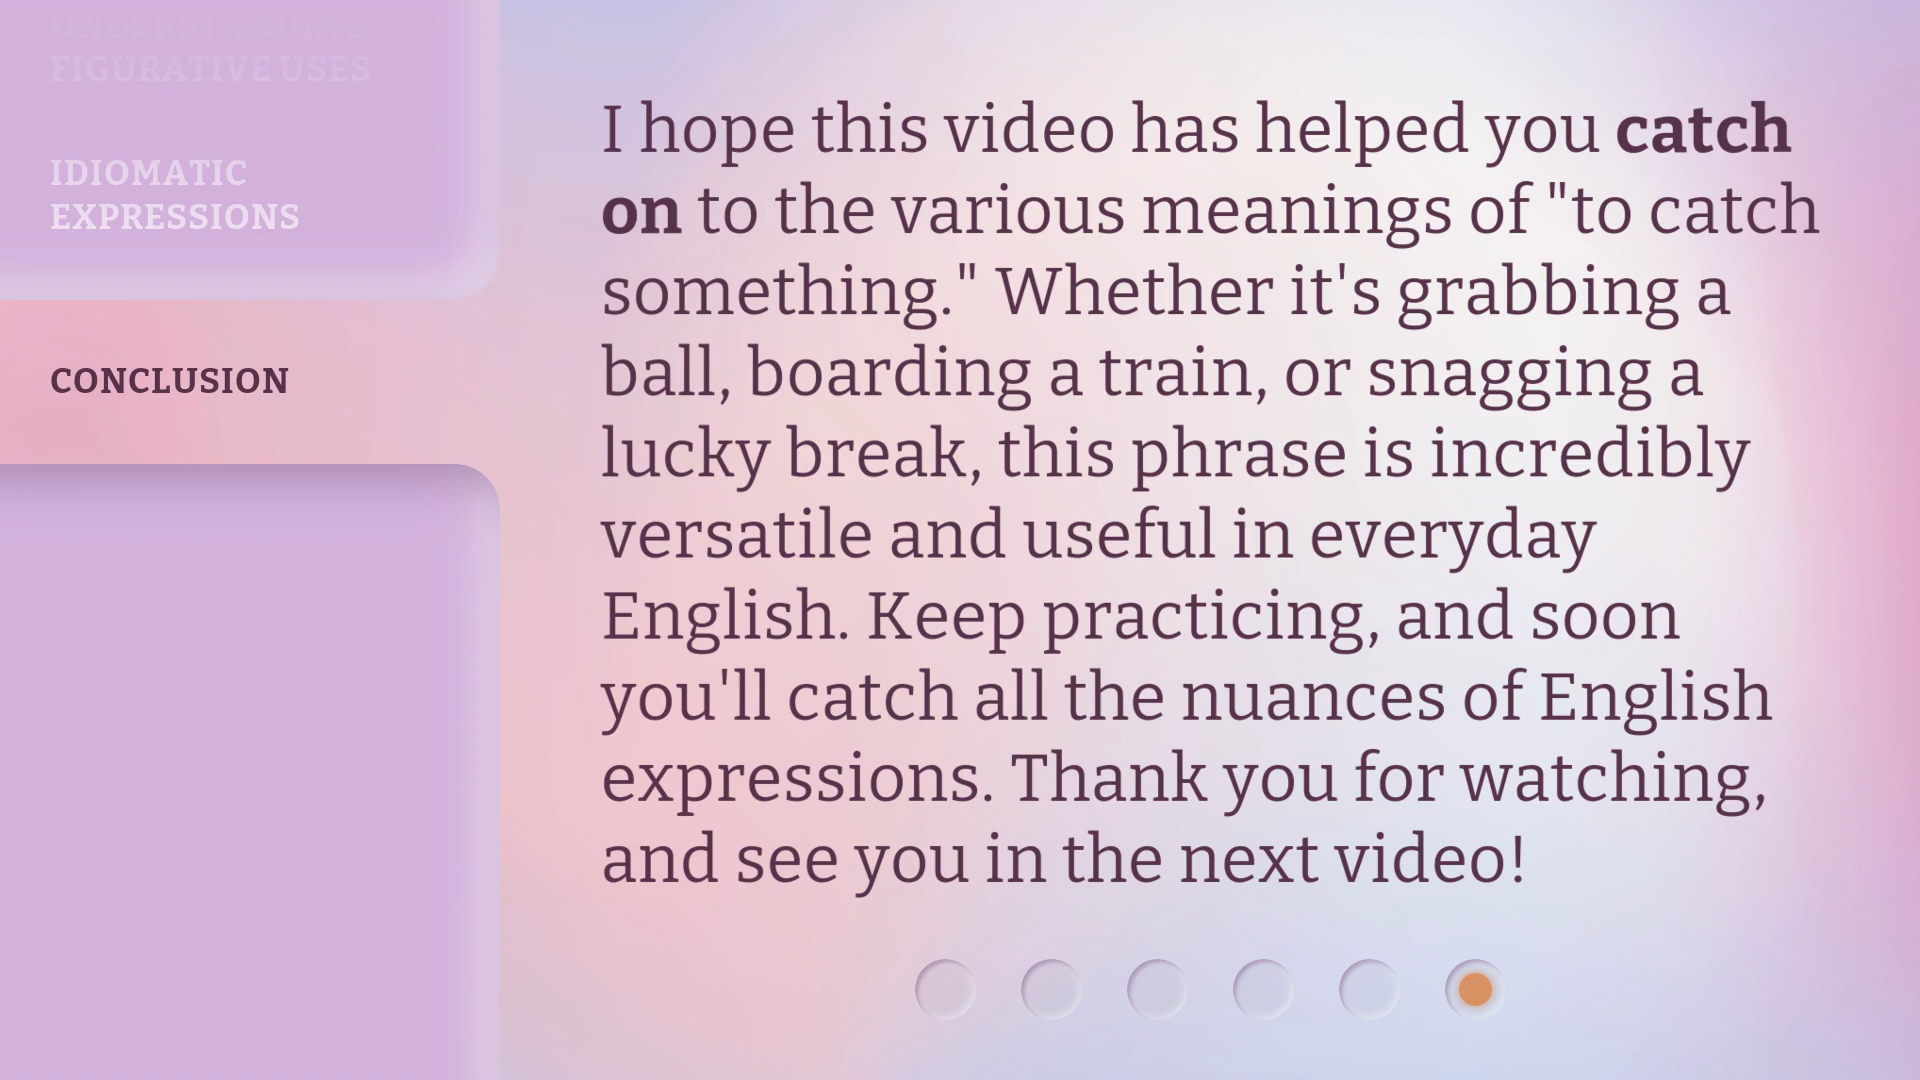 UNDERSTANDING
FIGURATIVE USES
IDIOMATIC
EXPRESSIONS
CONCLUSION
I hope this video has helped you catch
on to the various meanings of "to catch
something." Whether it's grabbing a
ball, boarding a train, or snagging a
lucky break, this phrase is incredibly
versatile and useful in everyday
English. Keep practicing, and soon
you'll catch all the nuances of English
expressions. Thank you for watching,
and see you in the next video!